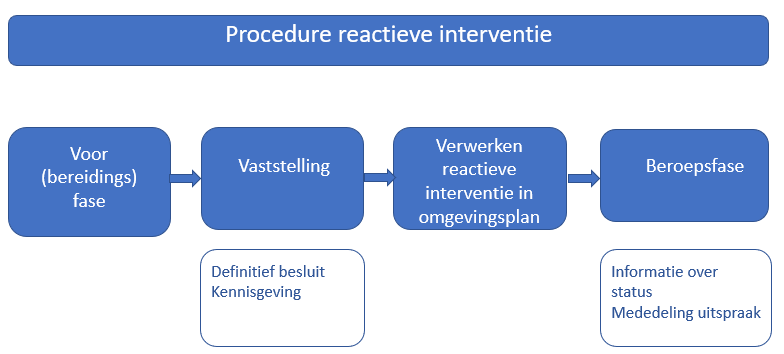 Procedure reactieve interventie
Voor
(bereidings)
fase
Vaststelling
Verwerken
reactieve
interventie in
omgevingsplan
Beroepsfase
Definitief besluit
Kennisgeving
Informatie over
status
Mededeling uitspraak